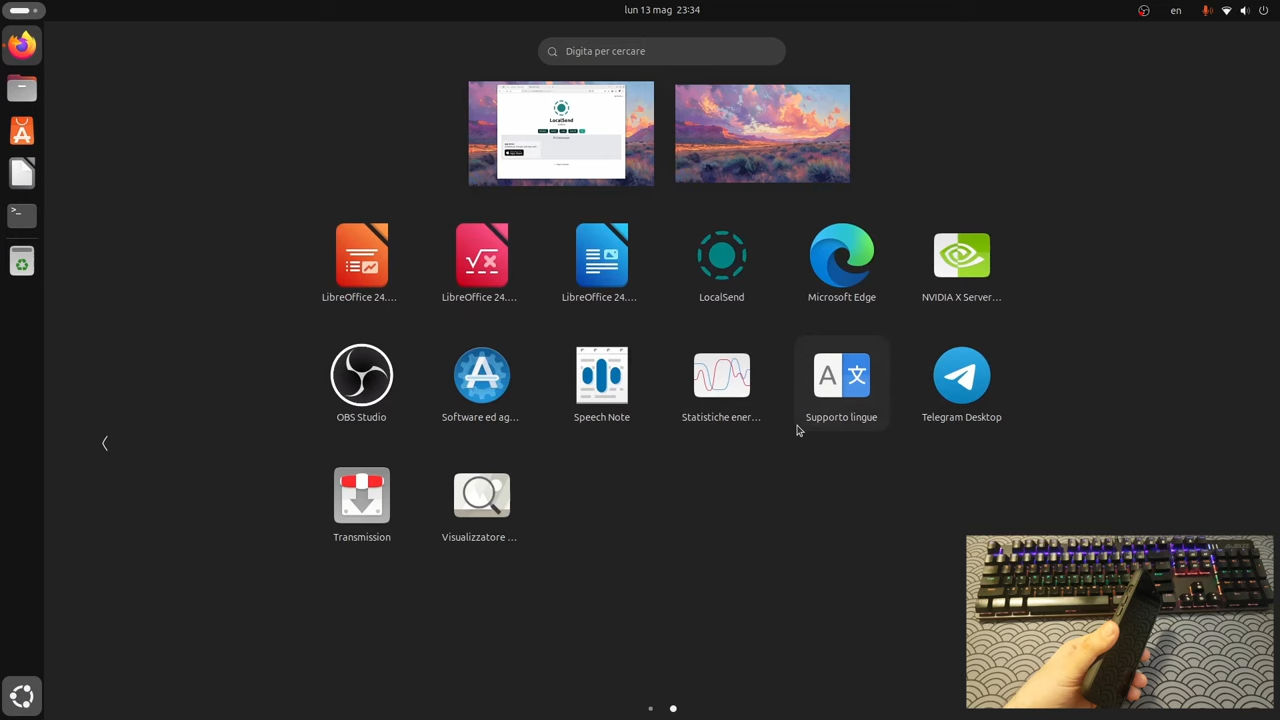 lun 13 mag 23:34
en
Digita per cercare
LocalSend
LibreOffice 24....
LibreOffice 24....
LibreOffice 24....
LocalSend
Microsoft Edge
NVIDIA X Server...
OBS Studio
Software ed ag...
Speech Note
Statistiche ener...
Supporto lingue
Telegram Desktop
Transmission
Visualizzatore ...